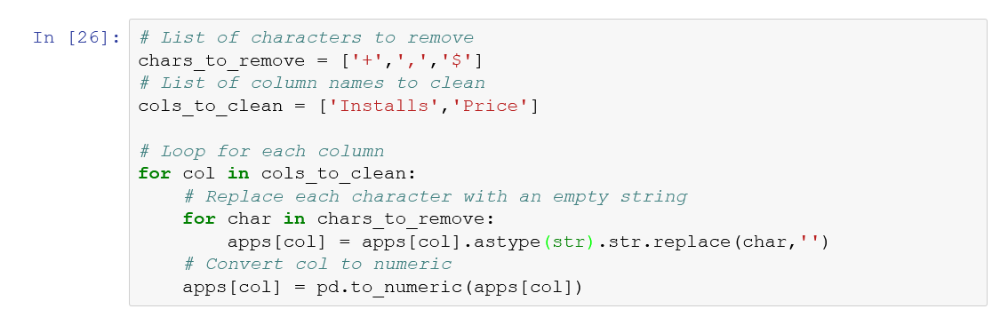 In [26]: # List of characters to remove
chars_to_remove = ['+',',','$']
# List of column names to clean
cols_to_clean = ['Installs','Price']

# Loop for each column
for col in cols_to_clean:
    # Replace each character with an empty string
    for char in chars_to_remove:
        apps[col] = apps[col].astype(str).str.replace(char,'')
    # Convert col to numeric
    apps[col] = pd.to_numeric(apps[col])